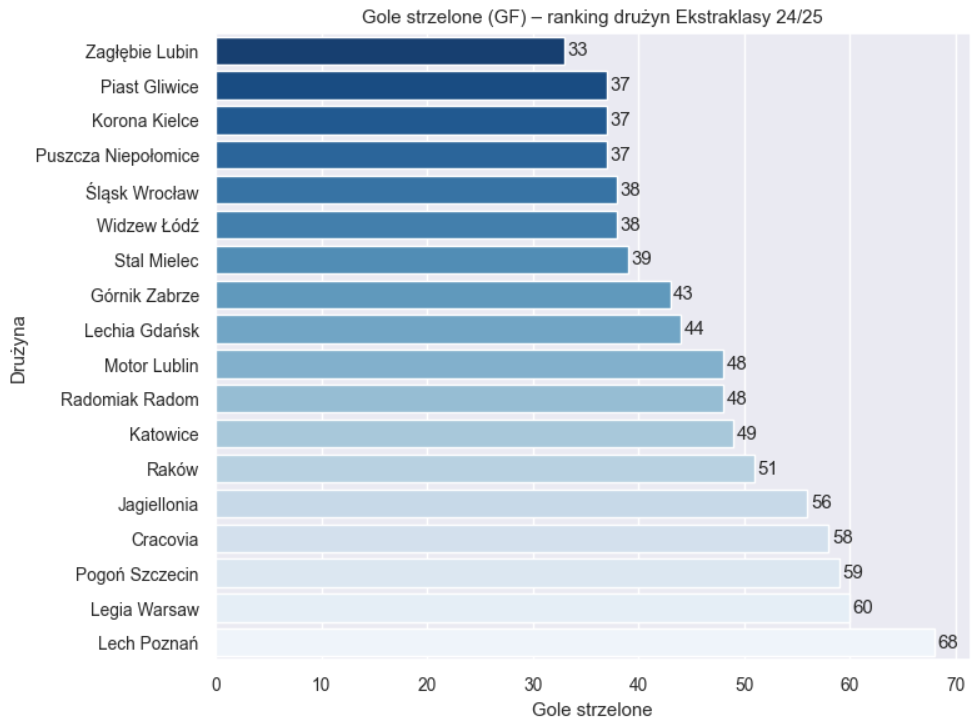 Gole strzelone (GF) – ranking drużyn Ekstraklasy 24/25
Drużyna
Zagłębie Lubin 33
Piast Gliwice 37
Korona Kielce 37
Puszcza Niepołomice 37
Śląsk Wrocław 38
Widzew Łódź 38
Stal Mielec 39
Górnik Zabrze 43
Lechia Gdańsk 44
Motor Lublin 48
Radomiak Radom 48
Katowice 49
Raków 51
Jagiellonia 56
Cracovia 58
Pogoń Szczecin 59
Legia Warsaw 60
Lech Poznań 68
0 10 20 30 40 50 60 70
Gole strzelone